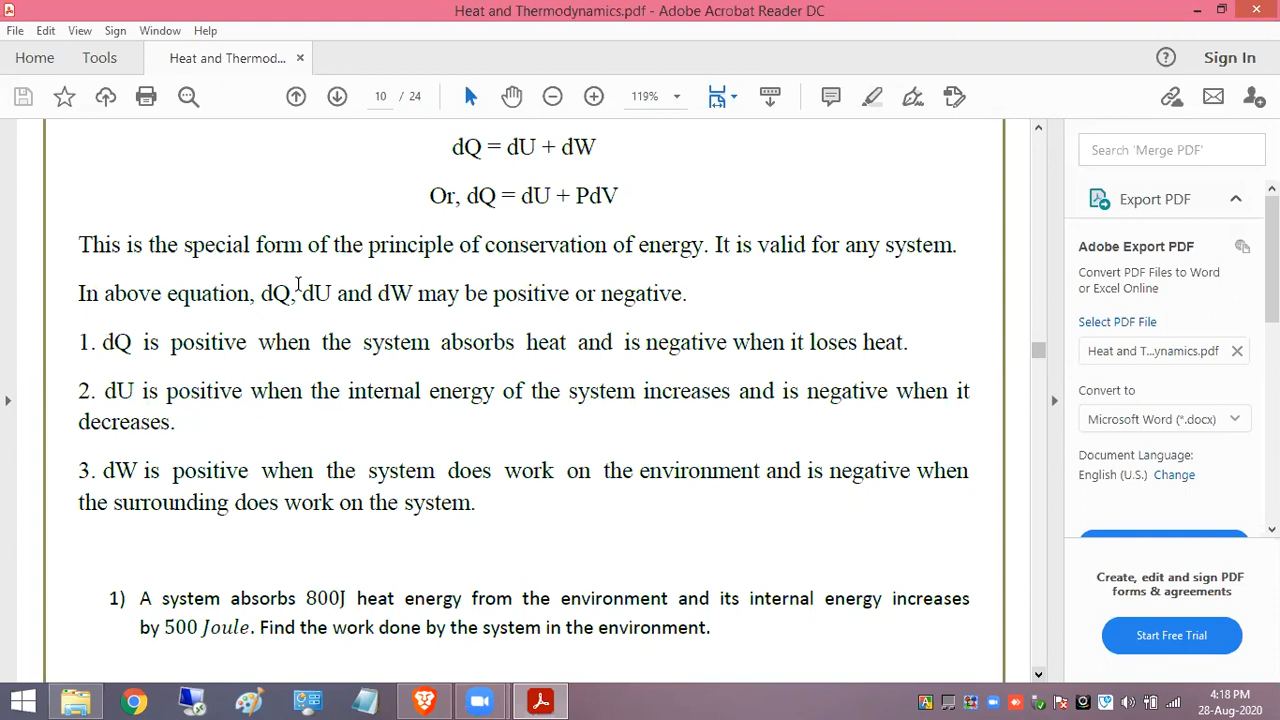 Heat and Thermodynamics.pdf - Adobe Acrobat Reader DC
File Edit View Sign Window Help
Home Tools Heat and Thermod... × Sign In
10 / 24 119%
dQ = dU + dW
Or, dQ = dU + PdV
This is the special form of the principle of conservation of energy. It is valid for any system.
In above equation, dQ, dU and dW may be positive or negative.
1. dQ is positive when the system absorbs heat and is negative when it loses heat.
2. dU is positive when the internal energy of the system increases and is negative when it
decreases.
3. dW is positive when the system does work on the environment and is negative when
the surrounding does work on the system.
1) A system absorbs 800J heat energy from the environment and its internal energy increases
by 500 Joule. Find the work done by the system in the environment.
Search 'Merge PDF'
Export PDF
Adobe Export PDF
Convert PDF Files to Word
or Excel Online
Select PDF File
Heat and T...ynamics.pdf
Convert to
Microsoft Word (*.docx)
Document Language:
English (U.S.) Change
Create, edit and sign PDF
forms & agreements
Start Free Trial
4:18 PM
28-Aug-2020